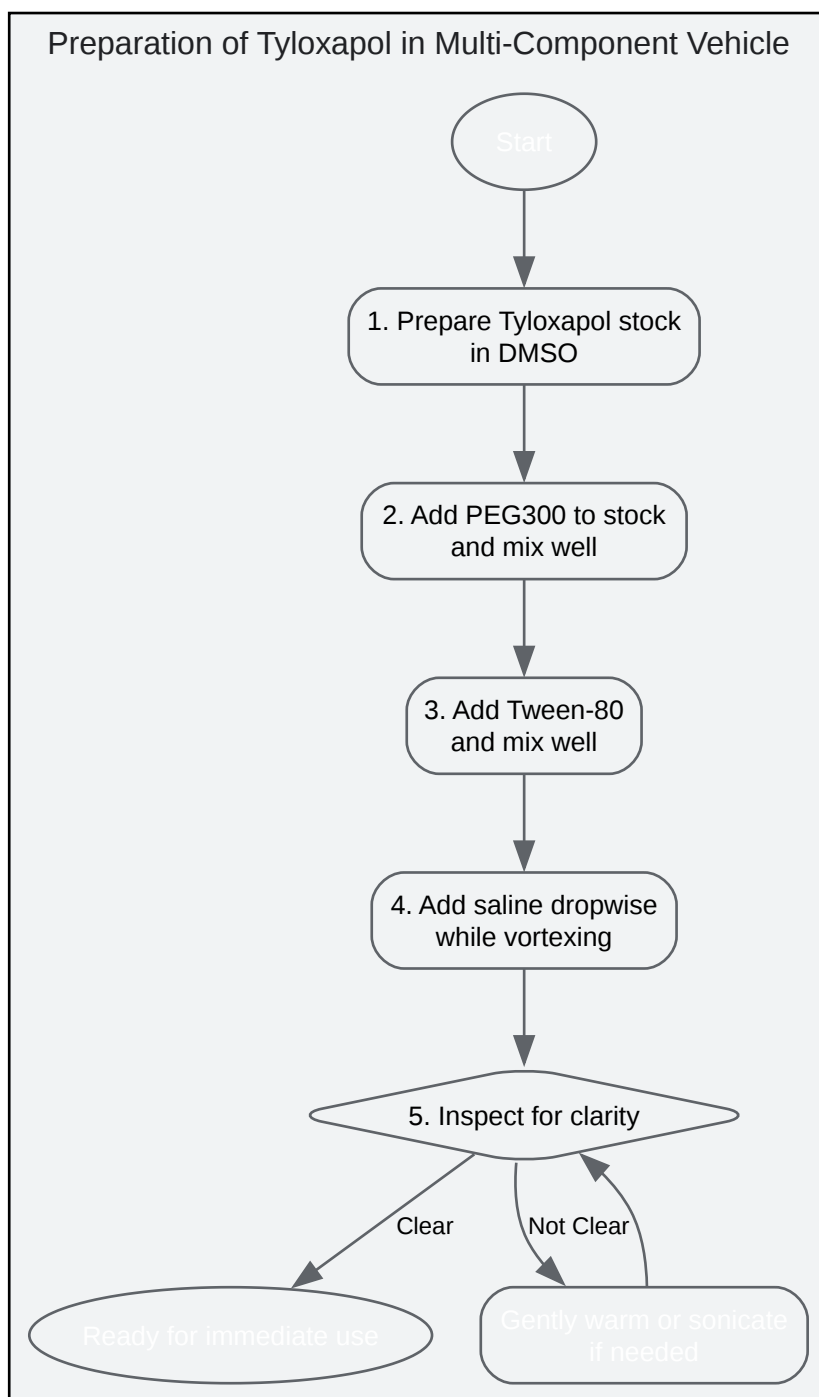 Preparation of Tyloxapol in Multi-Component Vehicle
Start
1. Prepare Tyloxapol stock
in DMSO
2. Add PEG300 to stock
and mix well
3. Add Tween-80
and mix well
4. Add saline dropwise
while vortexing
5. Inspect for clarity
Clear
Not Clear
Ready for immediate use
Gently warm or sonicate
if needed